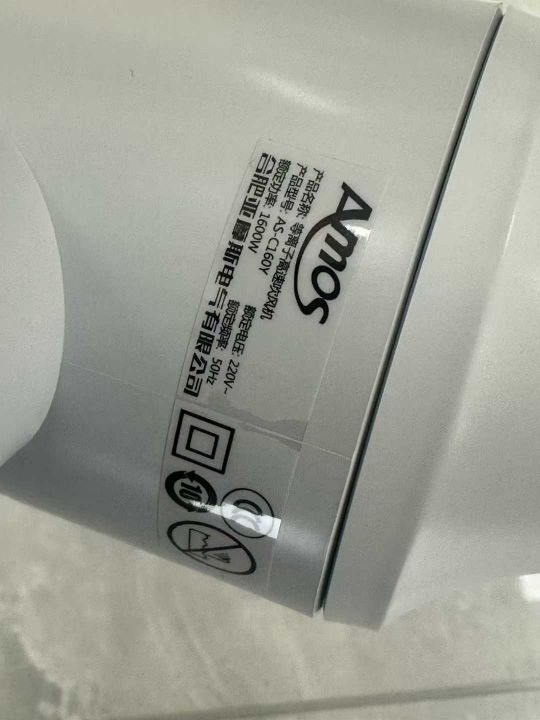 Amos
产品名称: 等离子高速吹风机
产品型号: AS-C160Y
额定电压: 220V~
额定功率: 1600W
额定频率: 50Hz
合肥亚摩斯电气有限公司
10